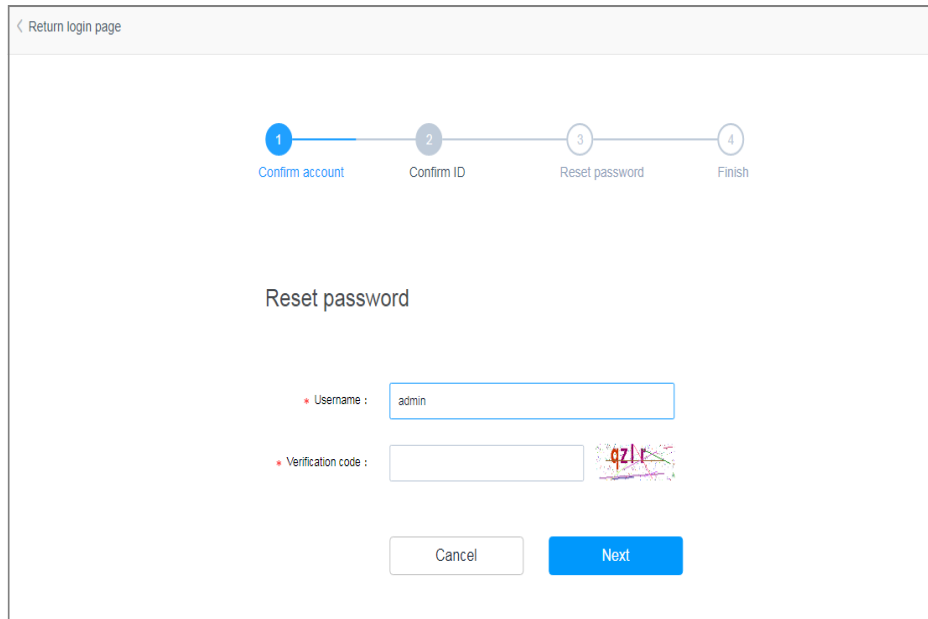 Return login page
1 2 3 4
Confirm account Confirm ID Reset password Finish
Reset password
* Username : admin
* Verification code : qzlr
Cancel Next